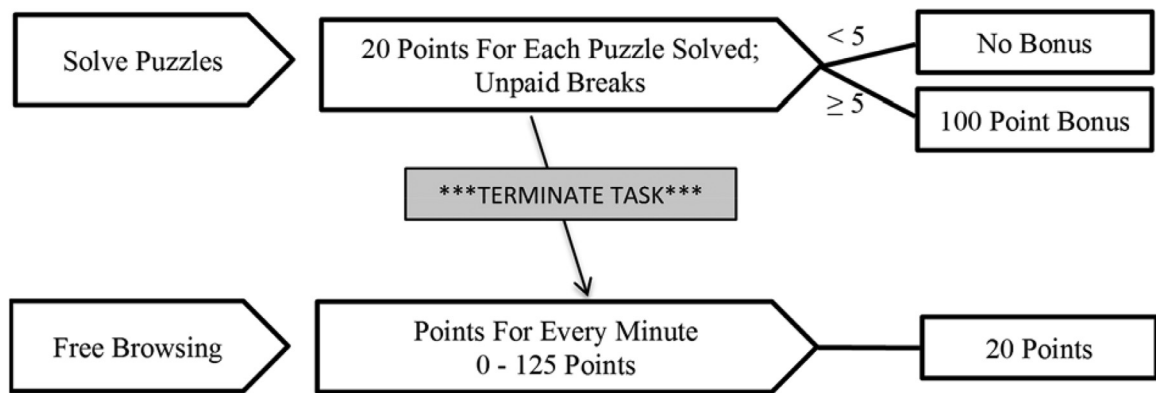 Solve Puzzles
20 Points For Each Puzzle Solved;
Unpaid Breaks
< 5
No Bonus
≥ 5
100 Point Bonus
***TERMINATE TASK***
Free Browsing
Points For Every Minute
0 - 125 Points
20 Points